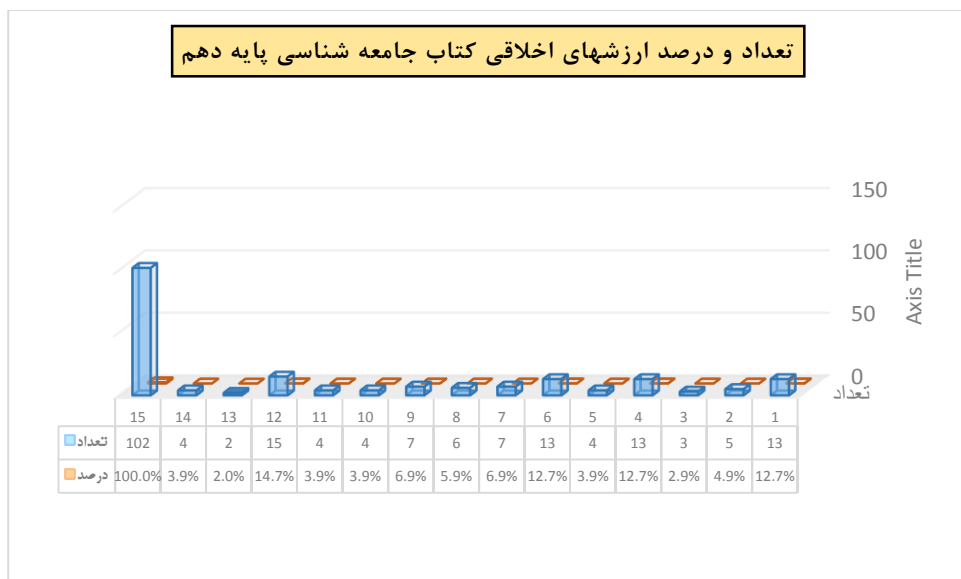 تعداد و درصد ارزشهای اخلاقی کتاب جامعه شناسی پایه دهم
150
100
50
0
Axis Title
تعداد
15 14 13 12 11 10 9 8 7 6 5 4 3 2 1
تعداد 102 4 2 15 4 4 7 6 7 13 4 13 3 5 13
درصد 100.0% 3.9% 2.0% 14.7% 3.9% 3.9% 6.9% 5.9% 6.9% 12.7% 3.9% 12.7% 2.9% 4.9% 12.7%